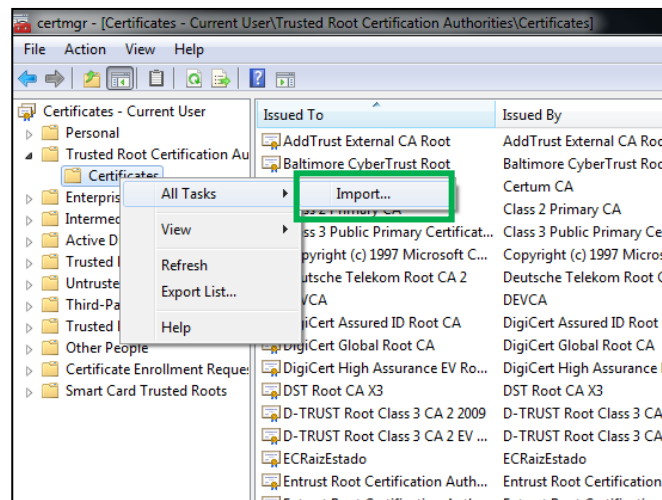 certmgr - [Certificates - Current User\Trusted Root Certification Authorities\Certificates]
File Action View Help
Certificates - Current User
Personal
Trusted Root Certification Au
Certificates
Enterpris
Intermed
Active D
Trusted
Untruste
Third-Pa
Trusted
Other People
Certificate Enrollment Reques
Smart Card Trusted Roots
All Tasks
View
Refresh
Export List...
Help
Import...
Issued To Issued By
AddTrust External CA Root AddTrust External CA Roo
Baltimore CyberTrust Root Baltimore CyberTrust Roo
Certum CA
Class 2 Primary CA Class 2 Primary CA
ss 3 Public Primary Certificat... Class 3 Public Primary Ce
pyright (c) 1997 Microsoft C... Copyright (c) 1997 Micros
utsche Telekom Root CA 2 Deutsche Telekom Root C
VCA DEVCA
DigiCert Assured ID Root CA DigiCert Assured ID Root
DigiCert Global Root CA DigiCert Global Root CA
DigiCert High Assurance EV Ro... DigiCert High Assurance
DST Root CA X3 DST Root CA X3
D-TRUST Root Class 3 CA 2 2009 D-TRUST Root Class 3 CA
D-TRUST Root Class 3 CA 2 EV ... D-TRUST Root Class 3 CA
ECRaizEstado ECRaizEstado
Entrust Root Certification Auth... Entrust Root Certification